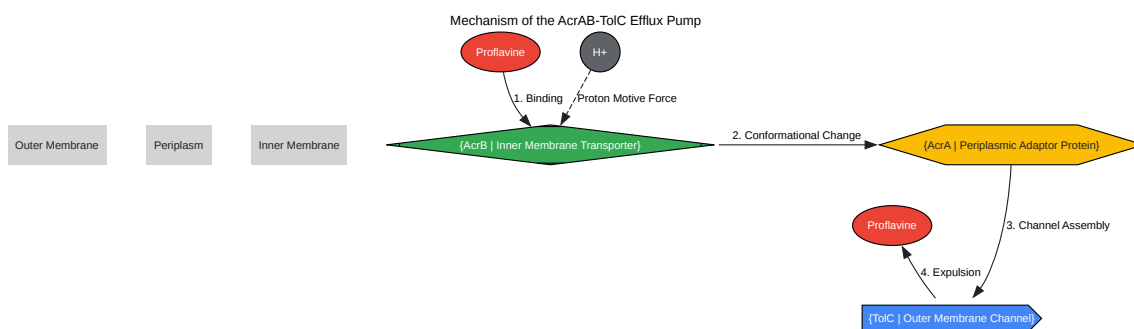 Mechanism of the AcrAB-TolC Efflux Pump
Proflavine
H+
1. Binding
Proton Motive Force
Outer Membrane
Periplasm
Inner Membrane
{AcrB | Inner Membrane Transporter}
2. Conformational Change
{AcrA | Periplasmic Adaptor Protein}
Proflavine
3. Channel Assembly
4. Expulsion
{TolC | Outer Membrane Channel}